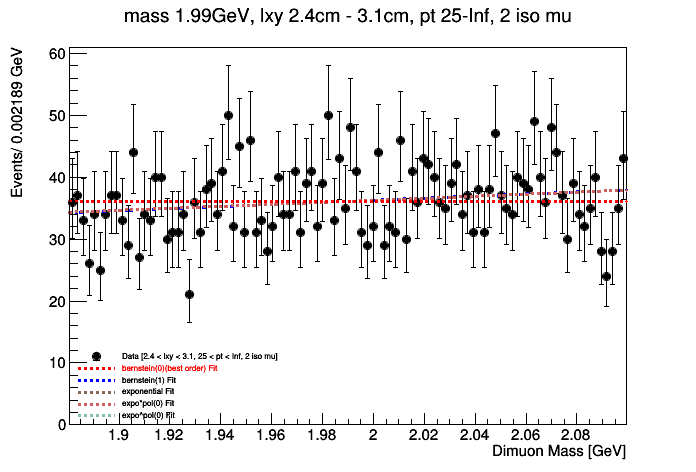 mass 1.99GeV, lxy 2.4cm - 3.1cm, pt 25-Inf, 2 iso mu
Events/ 0.002189 GeV
60
50
40
30
20
10
0
Data [2.4 < lxy < 3.1, 25 < pt < Inf, 2 iso mu]
bernstein(0)(best order) Fit
bernstein(1) Fit
exponential Fit
expo*pol(0) Fit
expo*pol(0) Fit
1.9 1.92 1.94 1.96 1.98 2 2.02 2.04 2.06 2.08
Dimuon Mass [GeV]